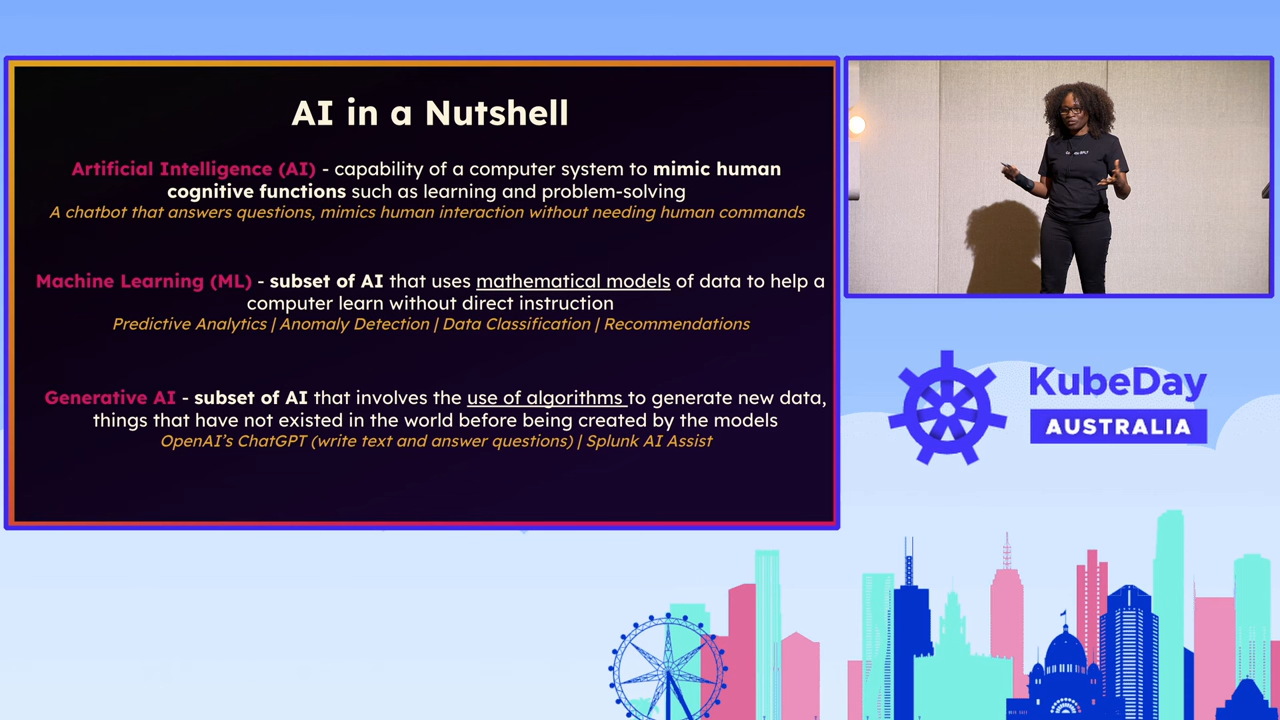 AI in a Nutshell
Artificial Intelligence (AI) - capability of a computer system to mimic human
cognitive functions such as learning and problem-solving
A chatbot that answers questions, mimics human interaction without needing human commands
Machine Learning (ML) - subset of AI that uses mathematical models of data to help a
computer learn without direct instruction
Predictive Analytics | Anomaly Detection | Data Classification | Recommendations
Generative AI - subset of AI that involves the use of algorithms to generate new data,
things that have not existed in the world before being created by the models
OpenAI's ChatGPT (write text and answer questions) | Splunk AI Assist
KubeDay
AUSTRALIA